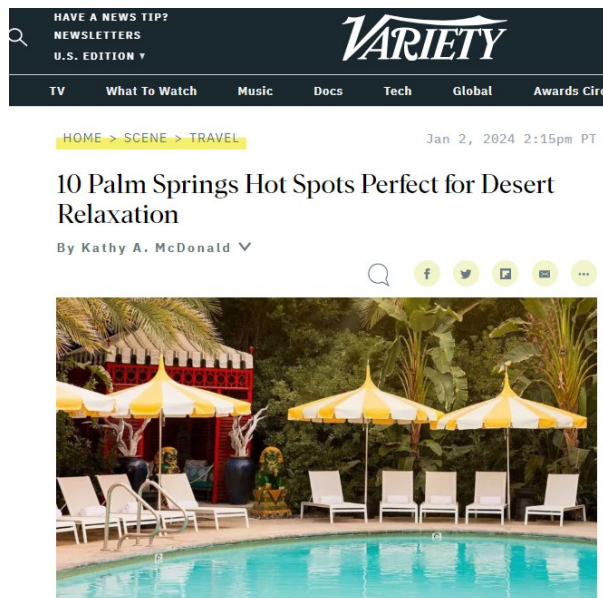 HAVE A NEWS TIP?
NEWSLETTERS
U.S. EDITION ▾
VARIETY
TV What To Watch Music Docs Tech Global Awards Circ
HOME > SCENE > TRAVEL Jan 2, 2024 2:15pm PT
10 Palm Springs Hot Spots Perfect for Desert
Relaxation
By Kathy A. McDonald